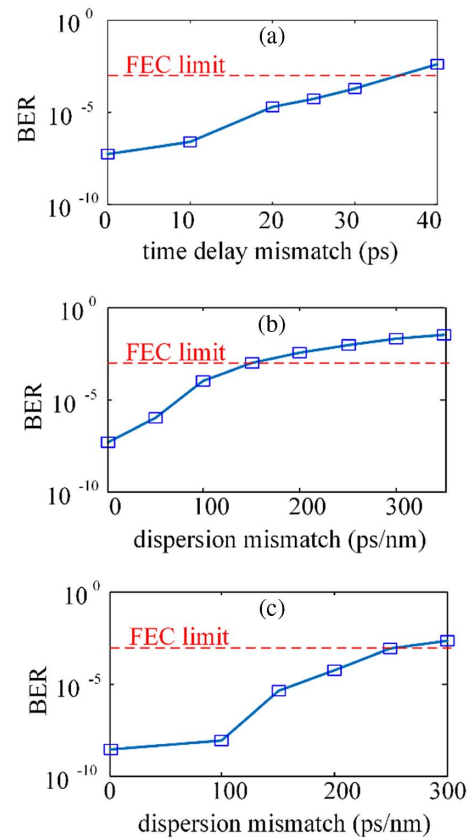 (a)
10^0
FEC limit
BER
10^-5
10^-10
0 10 20 30 40
time delay mismatch (ps)
(b)
10^0
FEC limit
BER
10^-5
10^-10
0 100 200 300
dispersion mismatch (ps/nm)
(c)
10^0
FEC limit
BER
10^-5
10^-10
0 100 200 300
dispersion mismatch (ps/nm)